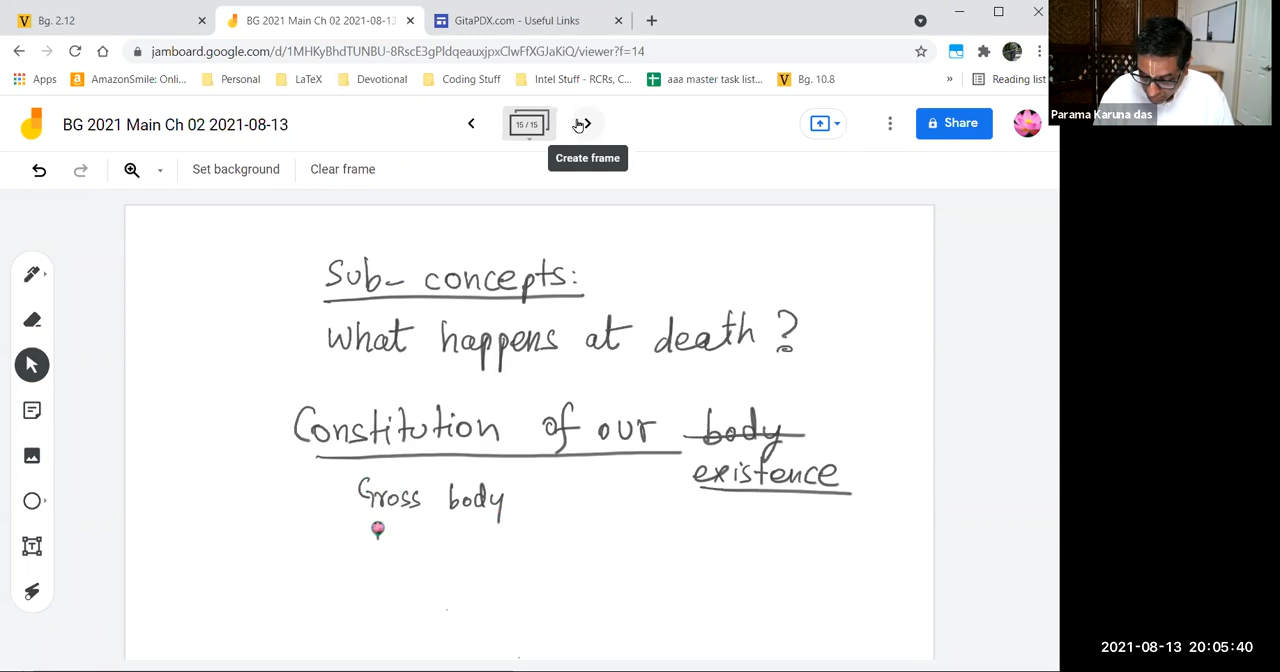 Bg. 2.12
BG 2021 Main Ch 02 2021-08-13
GitaPDX.com - Useful Links
jamboard.google.com/d/1MHKyBhdTUNBU-8RscE3gPldqeauxjpxClwFfXGJaKiQ/viewer?f=14
Apps
AmazonSmile: Onli...
Personal
LaTeX
Devotional
Coding Stuff
Intel Stuff - RCRs, C...
aaa master task list...
Bg. 10.8
»
Reading list
Parama Karuna das
BG 2021 Main Ch 02 2021-08-13
15 / 15
Share
Create frame
Set background
Clear frame
Sub- concepts:
What happens at death ?
Constitution of our body
existence
Gross body
2021-08-13 20:05:40